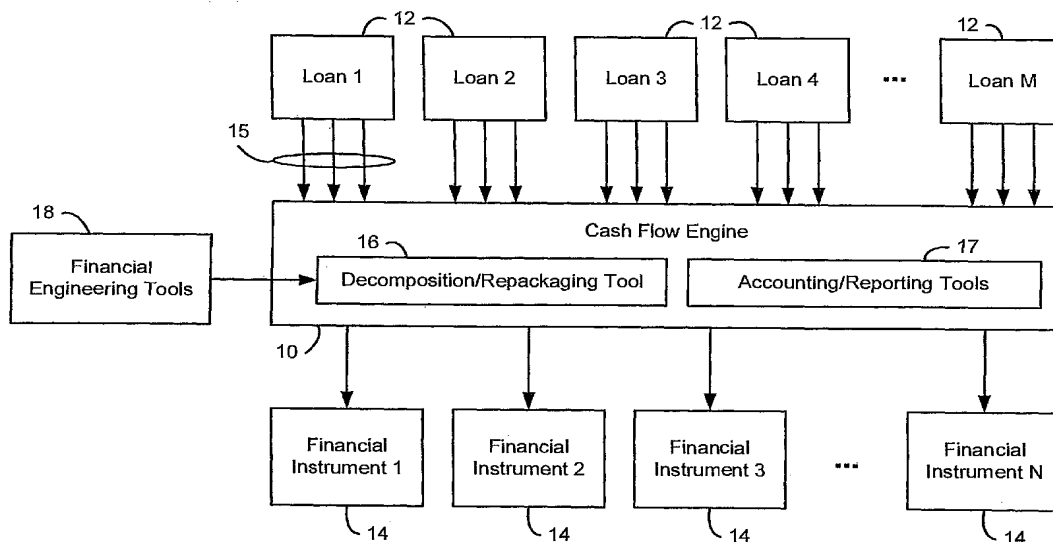 12 12 12
Loan 1 Loan 2 Loan 3 Loan 4 ... Loan M
15
18
Cash Flow Engine
16 17
Financial
Engineering Tools
Decomposition/Repackaging Tool Accounting/Reporting Tools
10
Financial
Instrument 1
Financial
Instrument 2
Financial
Instrument 3
...
Financial
Instrument N
14 14 14 14